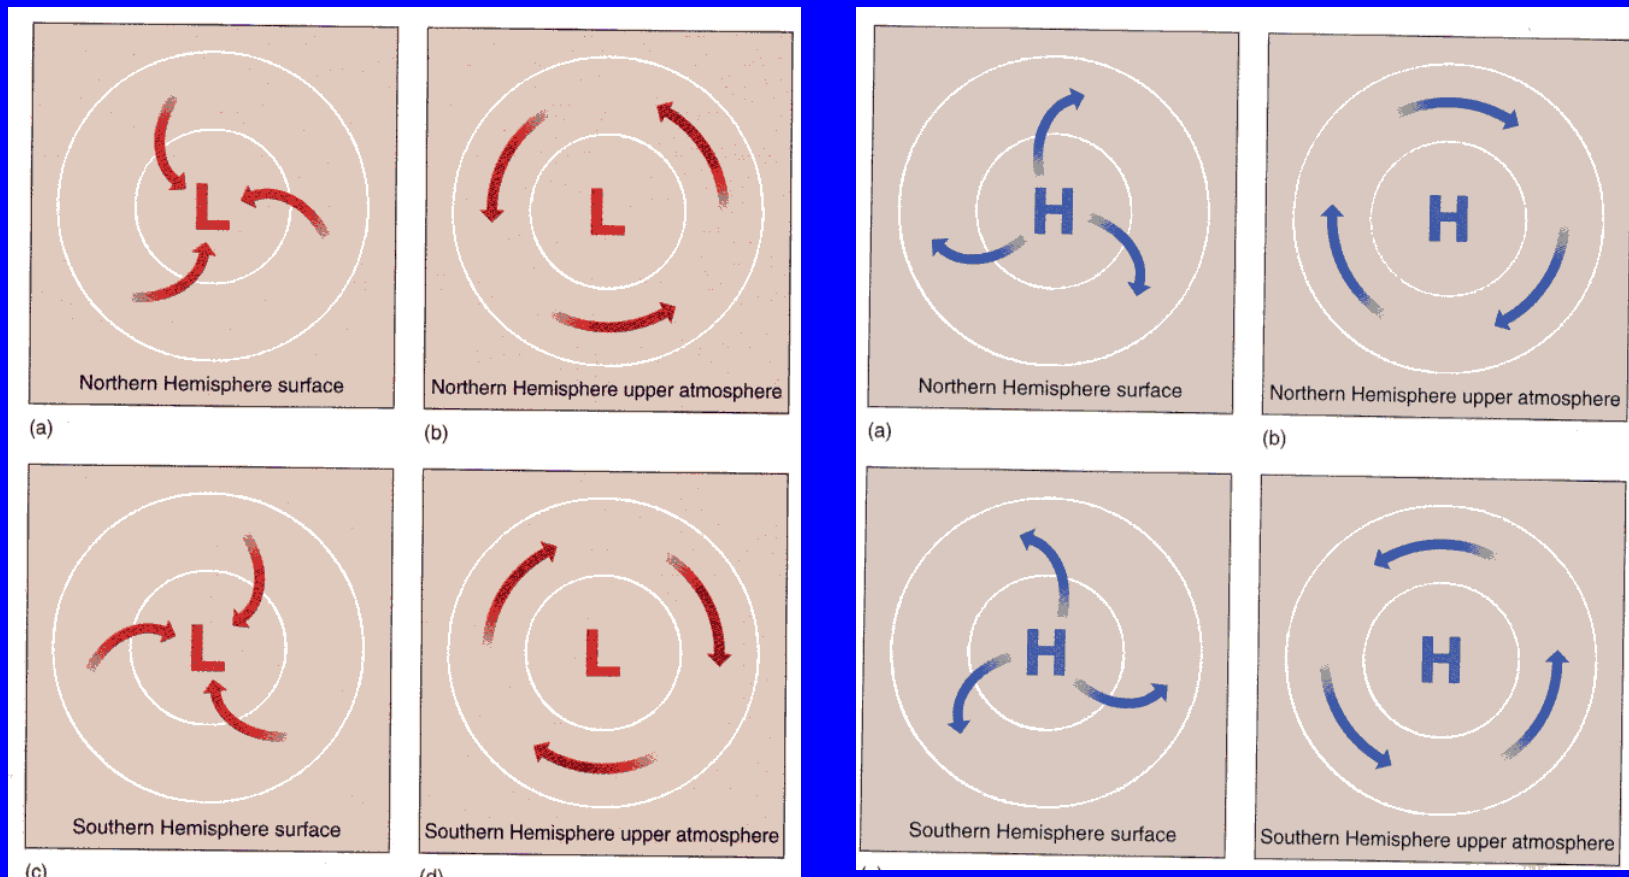 L
Northern Hemisphere surface
(a)
L
Northern Hemisphere upper atmosphere
(b)
L
Southern Hemisphere surface
(c)
L
Southern Hemisphere upper atmosphere
(d)
H
Northern Hemisphere surface
(a)
H
Northern Hemisphere upper atmosphere
(b)
H
Southern Hemisphere surface
H
Southern Hemisphere upper atmosphere